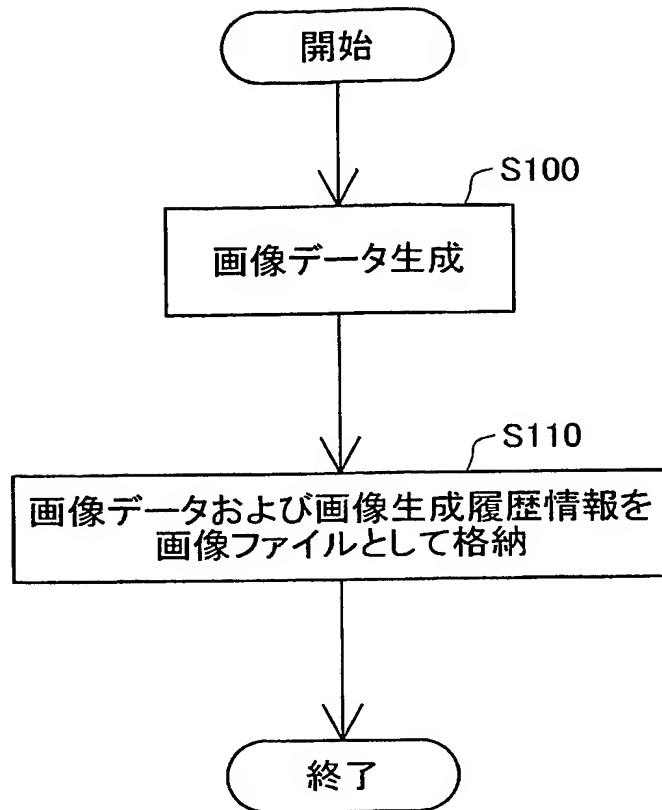 開始
S100
画像データ生成
S110
画像データおよび画像生成履歴情報を
画像ファイルとして格納
終了